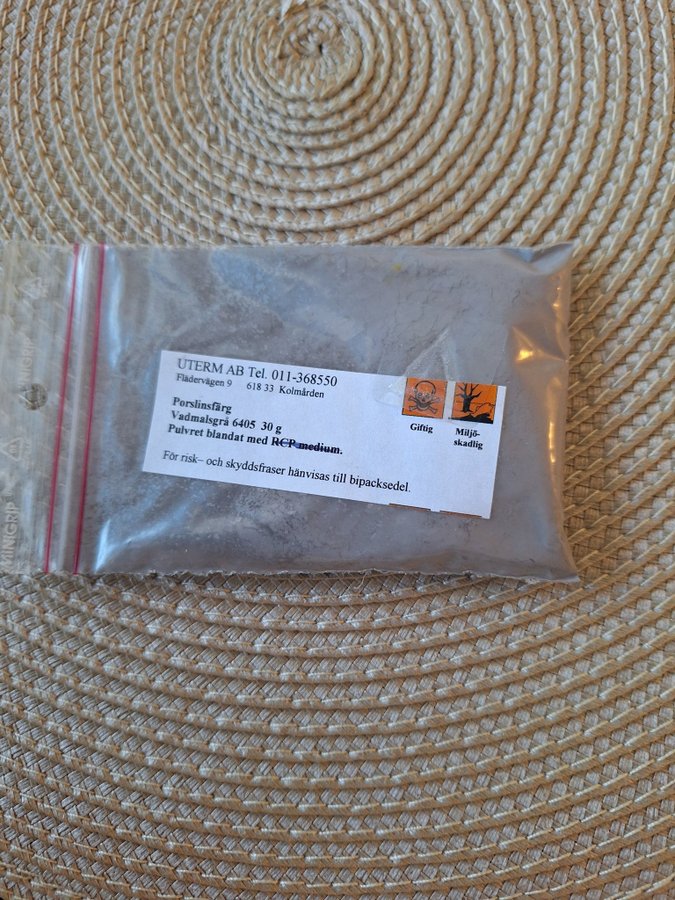 UTERM AB Tel. 011-368550
Flädervägen 9 618 33 Kolmården
Porslinsfärg
Vadmalsgrå 6405 30 g
Pulvret blandat med RCP medium.
För risk– och skyddsfraser hänvisas till bipacksedel.
Giftig
Miljö-
skadlig
MINIGRIP